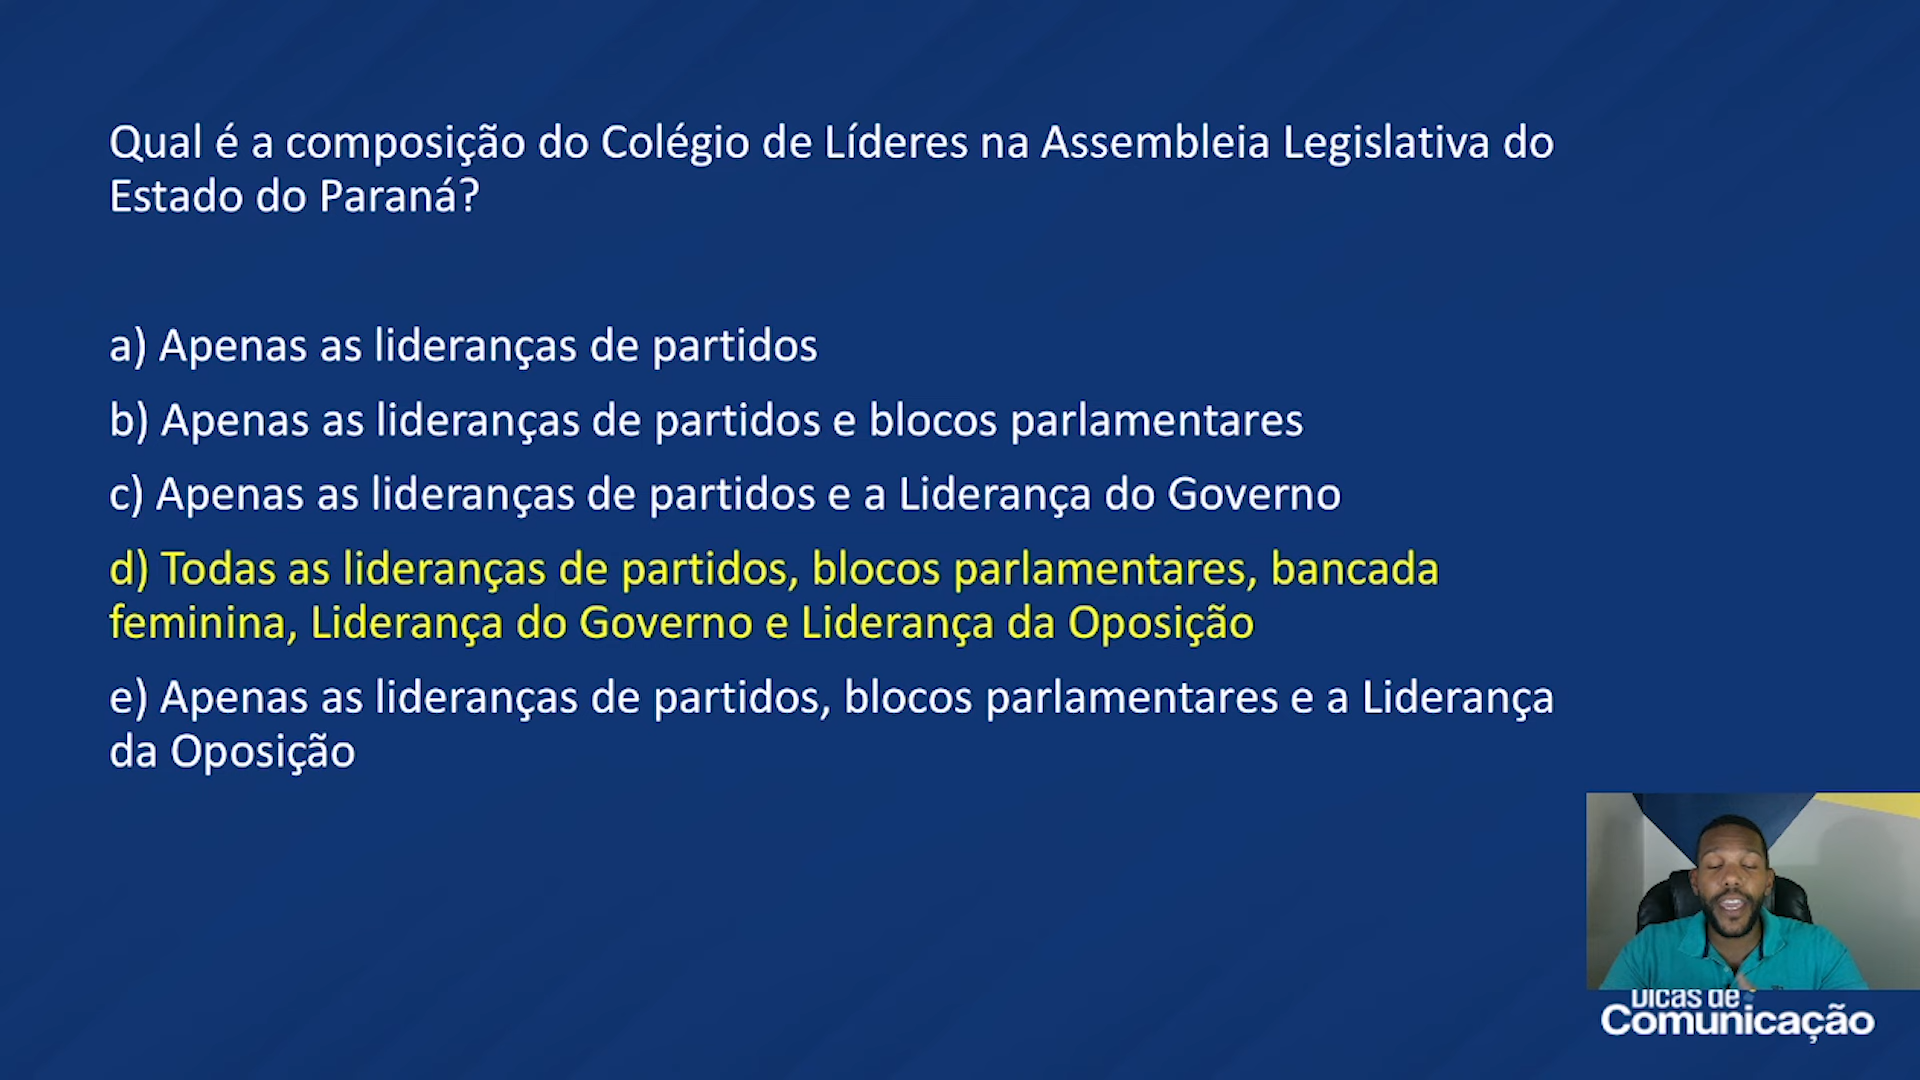 Qual é a composição do Colégio de Líderes na Assembleia Legislativa do
Estado do Paraná?
a) Apenas as lideranças de partidos
b) Apenas as lideranças de partidos e blocos parlamentares
c) Apenas as lideranças de partidos e a Liderança do Governo
d) Todas as lideranças de partidos, blocos parlamentares, bancada
feminina, Liderança do Governo e Liderança da Oposição
e) Apenas as lideranças de partidos, blocos parlamentares e a Liderança
da Oposição
Dicas de
Comunicação